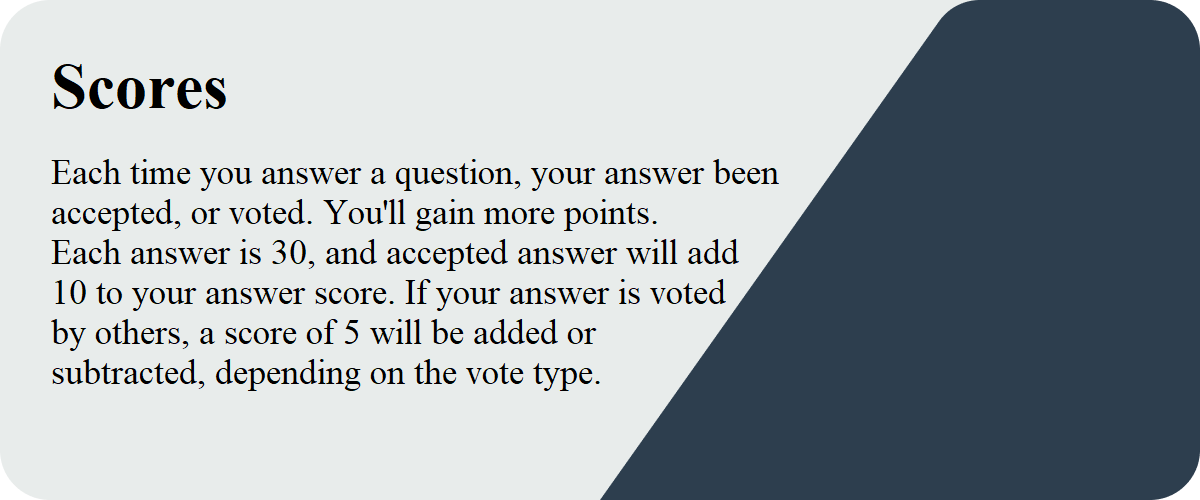 Scores
Each time you answer a question, your answer been
accepted, or voted. You'll gain more points.
Each answer is 30, and accepted answer will add
10 to your answer score. If your answer is voted
by others, a score of 5 will be added or
subtracted, depending on the vote type.